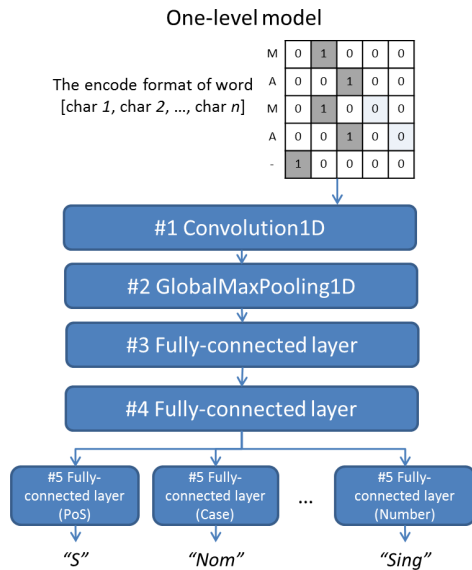 One-level model
The encode format of word
[char 1, char 2, ..., char n]
M 0 1 0 0 0
A 0 0 1 0 0
M 0 1 0 0 0
A 0 0 1 0 0
- 1 0 0 0 0
#1 Convolution1D
#2 GlobalMaxPooling1D
#3 Fully-connected layer
#4 Fully-connected layer
#5 Fully-
connected layer
(PoS)
#5 Fully-
connected layer
(Case)
...
#5 Fully-
connected layer
(Number)
“S”
“Nom”
“Sing”